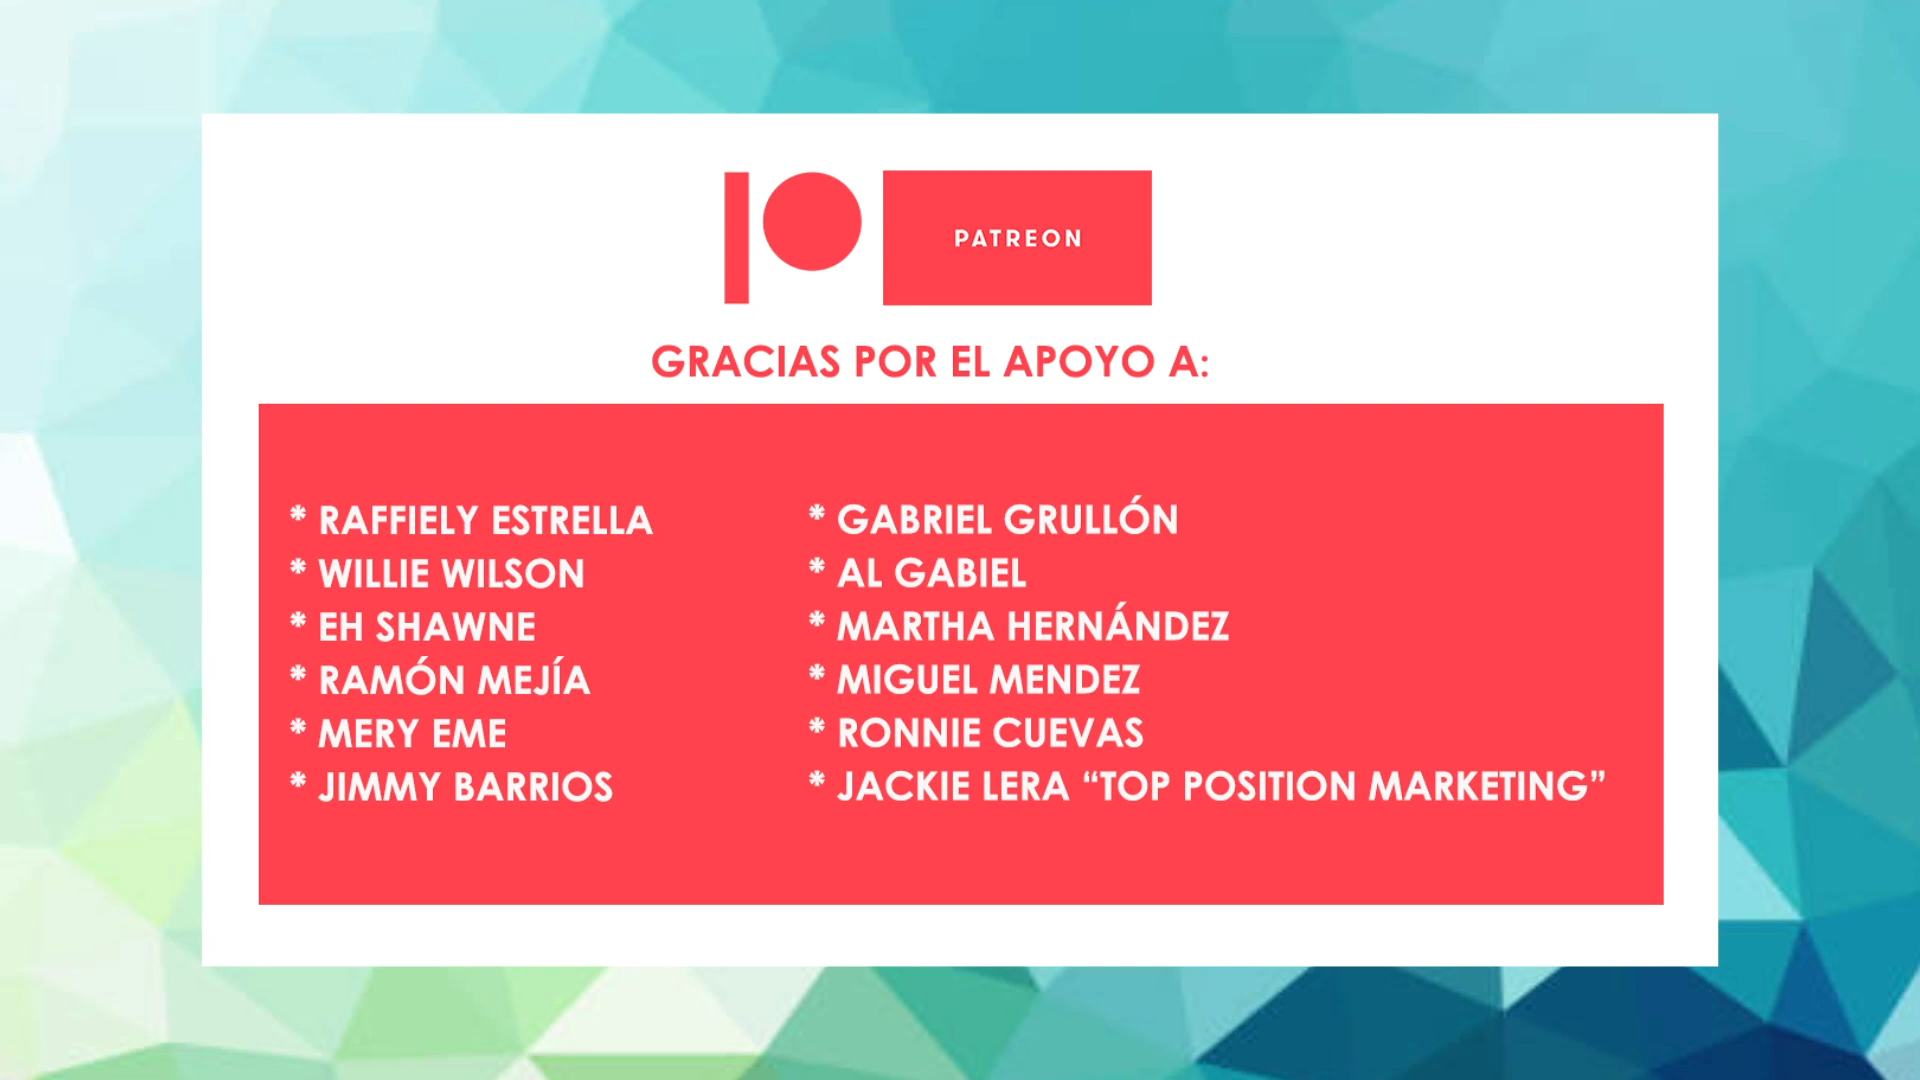 PATREON
GRACIAS POR EL APOYO A:
* RAFFIELY ESTRELLA
* WILLIE WILSON
* EH SHAWNE
* RAMÓN MEJÍA
* MERY EME
* JIMMY BARRIOS
* GABRIEL GRULLÓN
* AL GABIEL
* MARTHA HERNÁNDEZ
* MIGUEL MENDEZ
* RONNIE CUEVAS
* JACKIE LERA “TOP POSITION MARKETING”